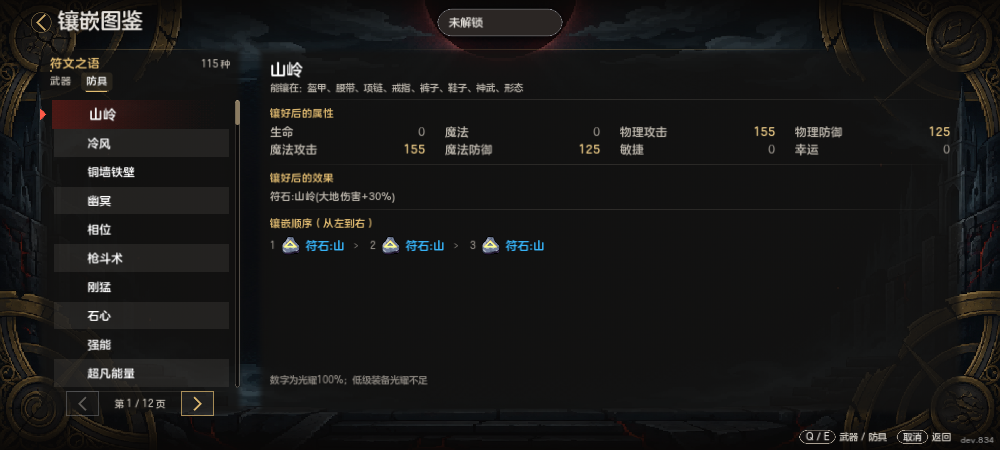 镶嵌图鉴
未解锁
符文之语 115种
武器 防具
山岭
冷风
铜墙铁壁
幽冥
相位
枪斗术
刚猛
石心
强能
超凡能量
第1/12页
山岭
能镶在：盔甲、腰带、项链、戒指、裤子、鞋子、神武、形态
镶好后的属性
生命 0 魔法 0 物理攻击 155 物理防御 125
魔法攻击 155 魔法防御 125 敏捷 0 幸运 0
镶好后的效果
符石:山岭(大地伤害+30%)
镶嵌顺序（从左到右）
1 符石:山 > 2 符石:山 > 3 符石:山
数字为光耀100%；低级装备光耀不足
Q / E 武器 / 防具 取消 返回 dev.834